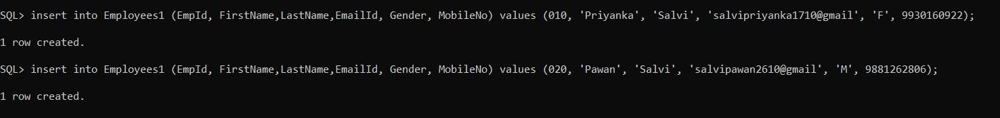 SQL> insert into Employees1 (EmpId, FirstName,LastName,EmailId, Gender, MobileNo) values (010, 'Priyanka', 'Salvi', 'salvipriyanka1710@gmail', 'F', 9930160922);
1 row created.
SQL> insert into Employees1 (EmpId, FirstName,LastName,EmailId, Gender, MobileNo) values (020, 'Pawan', 'Salvi', 'salvipawan2610@gmail', 'M', 9881262806);
1 row created.